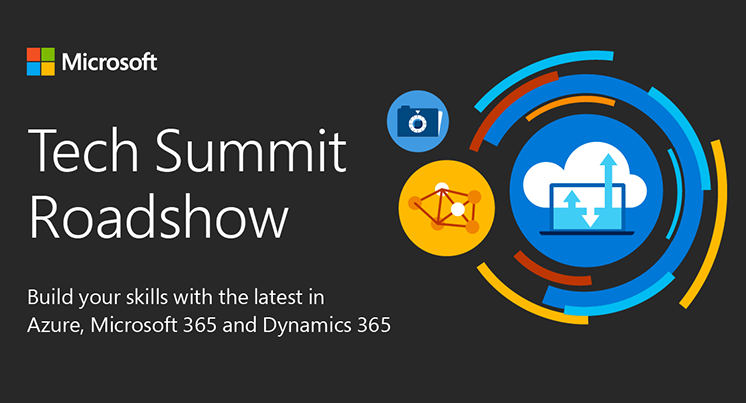 Microsoft
Tech Summit
Roadshow
Build your skills with the latest in
Azure, Microsoft 365 and Dynamics 365